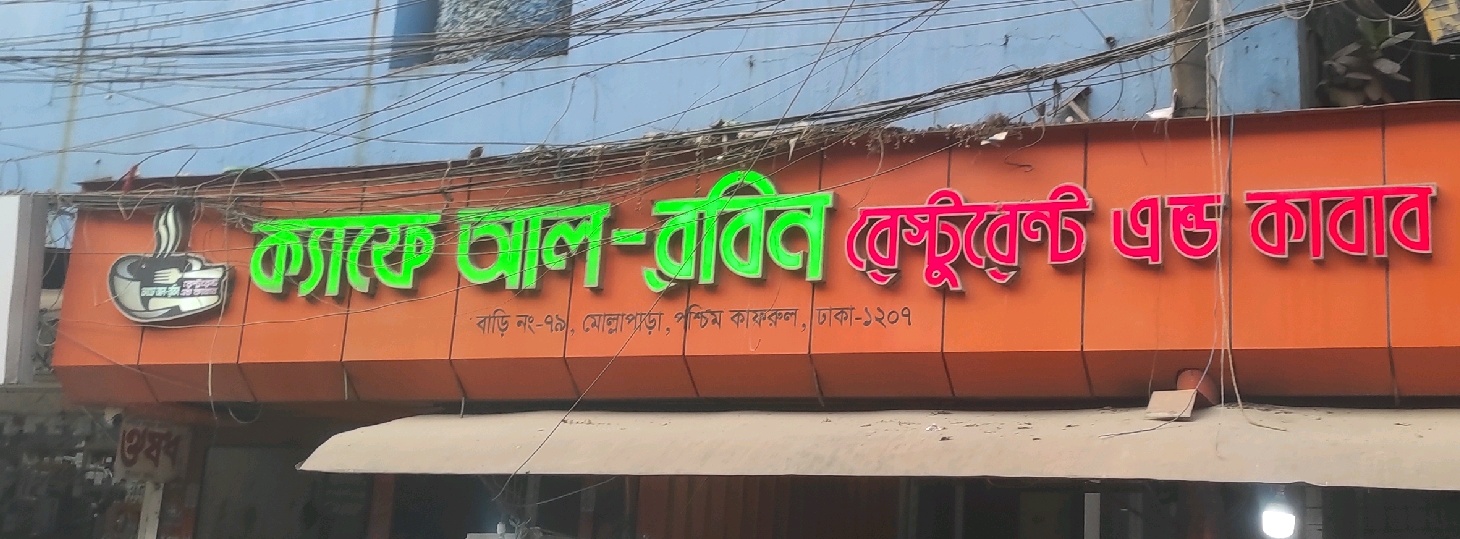 ক্যাফে আল-রবিন রেস্টুরেন্ট এন্ড কাবাব
বাড়ি নং-৭৯, মোল্লাপাড়া, পশ্চিম কাফরুল, ঢাকা-১২০৭
ঔষধ